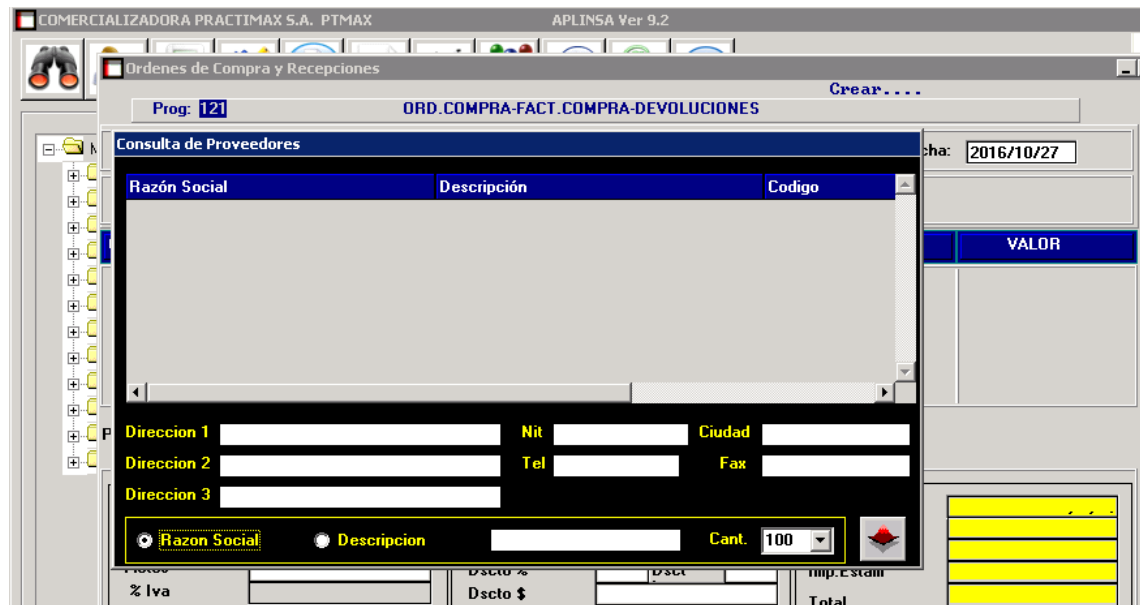 COMERCIALIZADORA PRACTIMAX S.A. PTMAX APLINSA Ver 9.2
Ordenes de Compra y Recepciones
Crear....
Prog: 121 ORD.COMPRA-FACT.COMPRA-DEVOLUCIONES
Consulta de Proveedores
2016/10/27
Razón Social Descripción Codigo
VALOR
Direccion 1 Nit Ciudad
Direccion 2 Tel Fax
Direccion 3
Razon Social Descripcion Cant. 100
Dscto %
% Iva Dscto $ Total